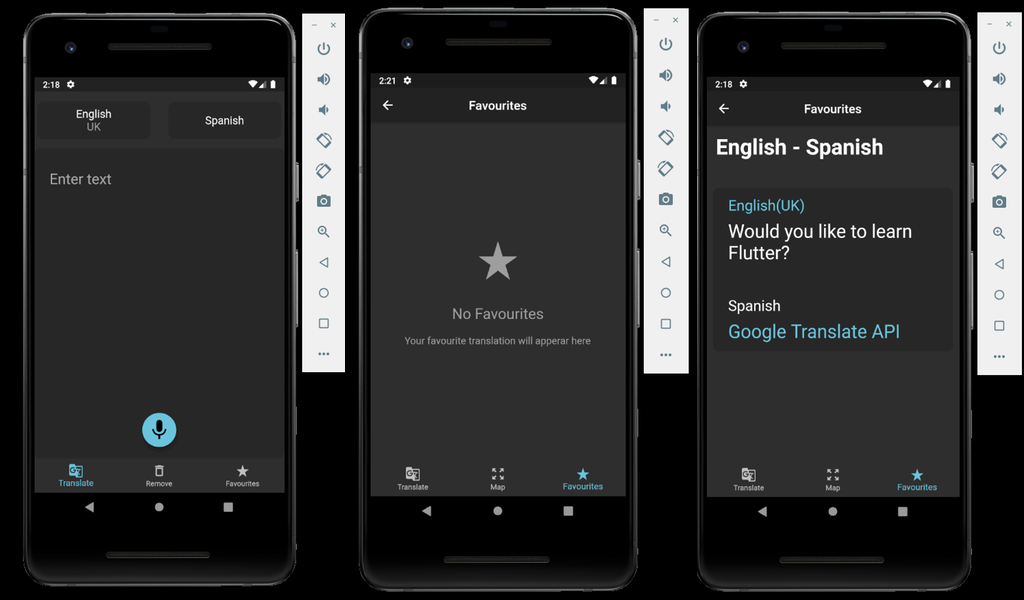 2:18
English
UK
Spanish
Enter text
Translate
Remove
Favourites
2:21
Favourites
No Favourites
Your favourite translation will apperar here
Translate
Map
Favourites
2:18
Favourites
English - Spanish
English(UK)
Would you like to learn
Flutter?
Spanish
Google Translate API
Translate
Map
Favourites